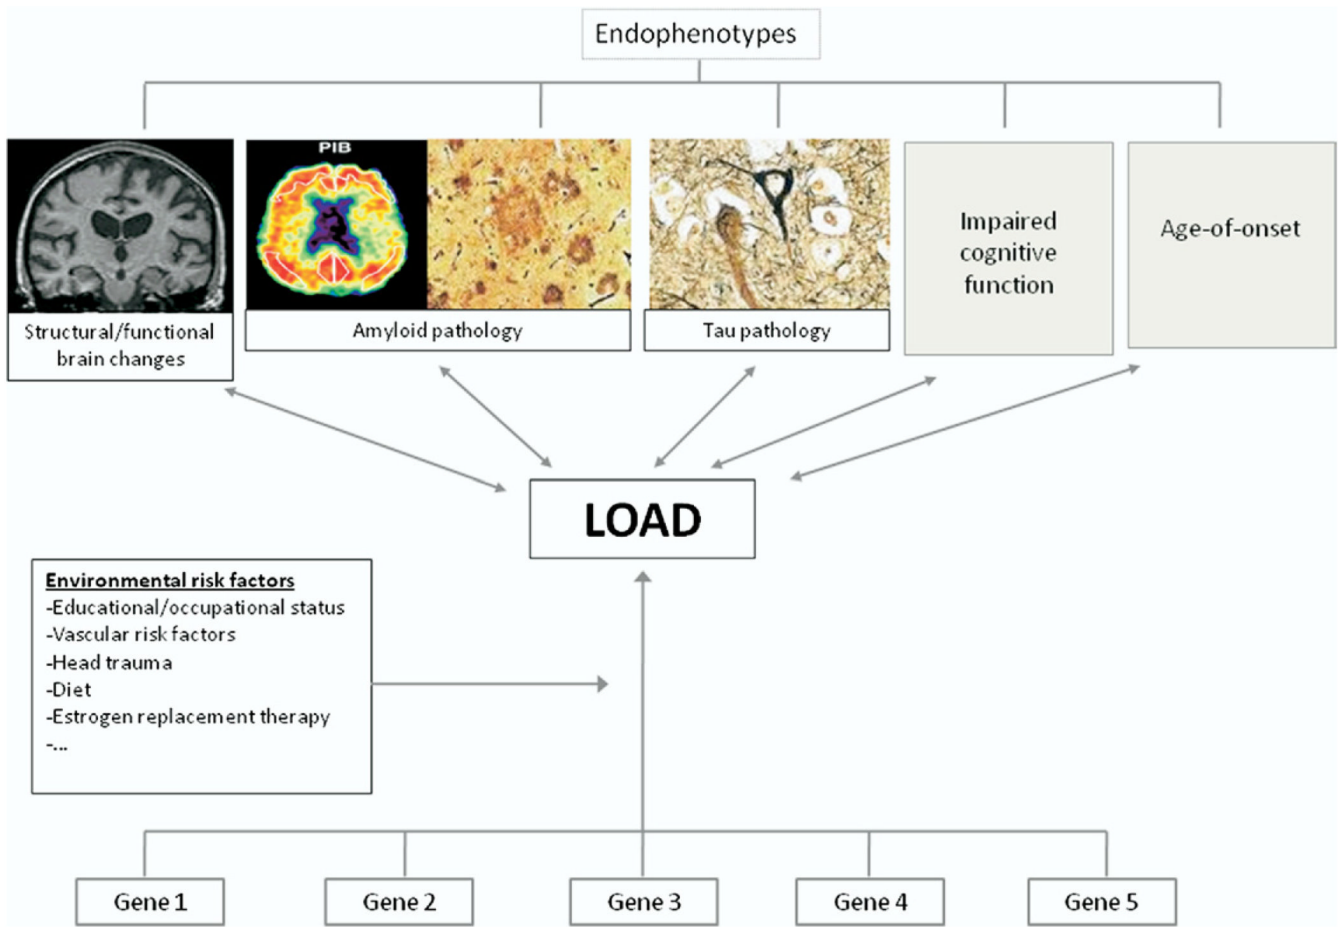 Endophenotypes
PIB
Structural/functional
brain changes
Amyloid pathology
Tau pathology
Impaired
cognitive
function
Age-of-onset
LOAD
Environmental risk factors
-Educational/occupational status
-Vascular risk factors
-Head trauma
-Diet
-Estrogen replacement therapy
-...
Gene 1
Gene 2
Gene 3
Gene 4
Gene 5